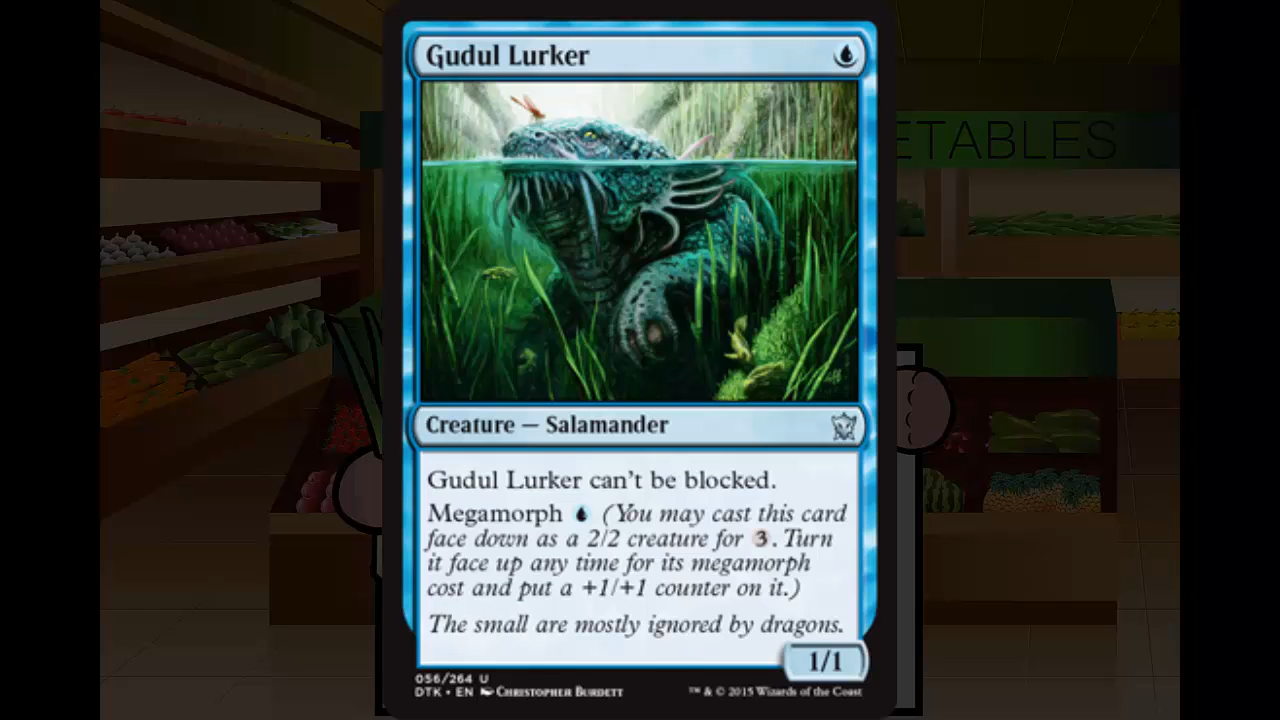 Gudul Lurker
ETABLES
Creature — Salamander
Gudul Lurker can't be blocked.
Megamorph (You may cast this card
face down as a 2/2 creature for 3. Turn
it face up any time for its megamorph
cost and put a +1/+1 counter on it.)
The small are mostly ignored by dragons.
1/1
056/264 U
DTK • EN Christopher Burdett
™ & © 2015 Wizards of the Coast